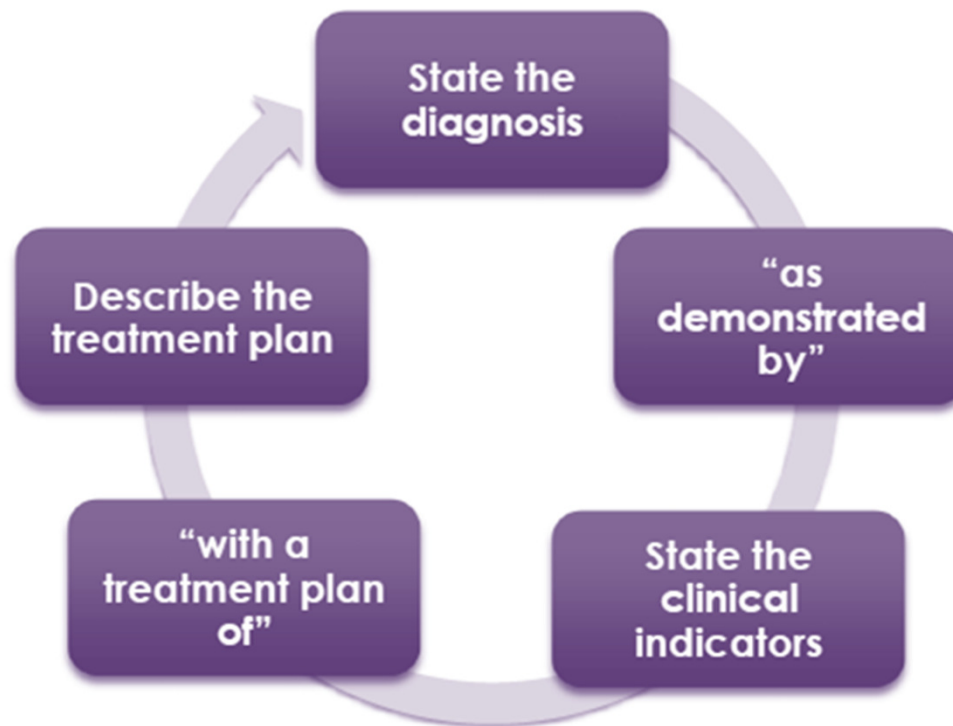 State the
diagnosis
“as
demonstrated
by”
State the
clinical
indicators
“with a
treatment plan
of”
Describe the
treatment plan